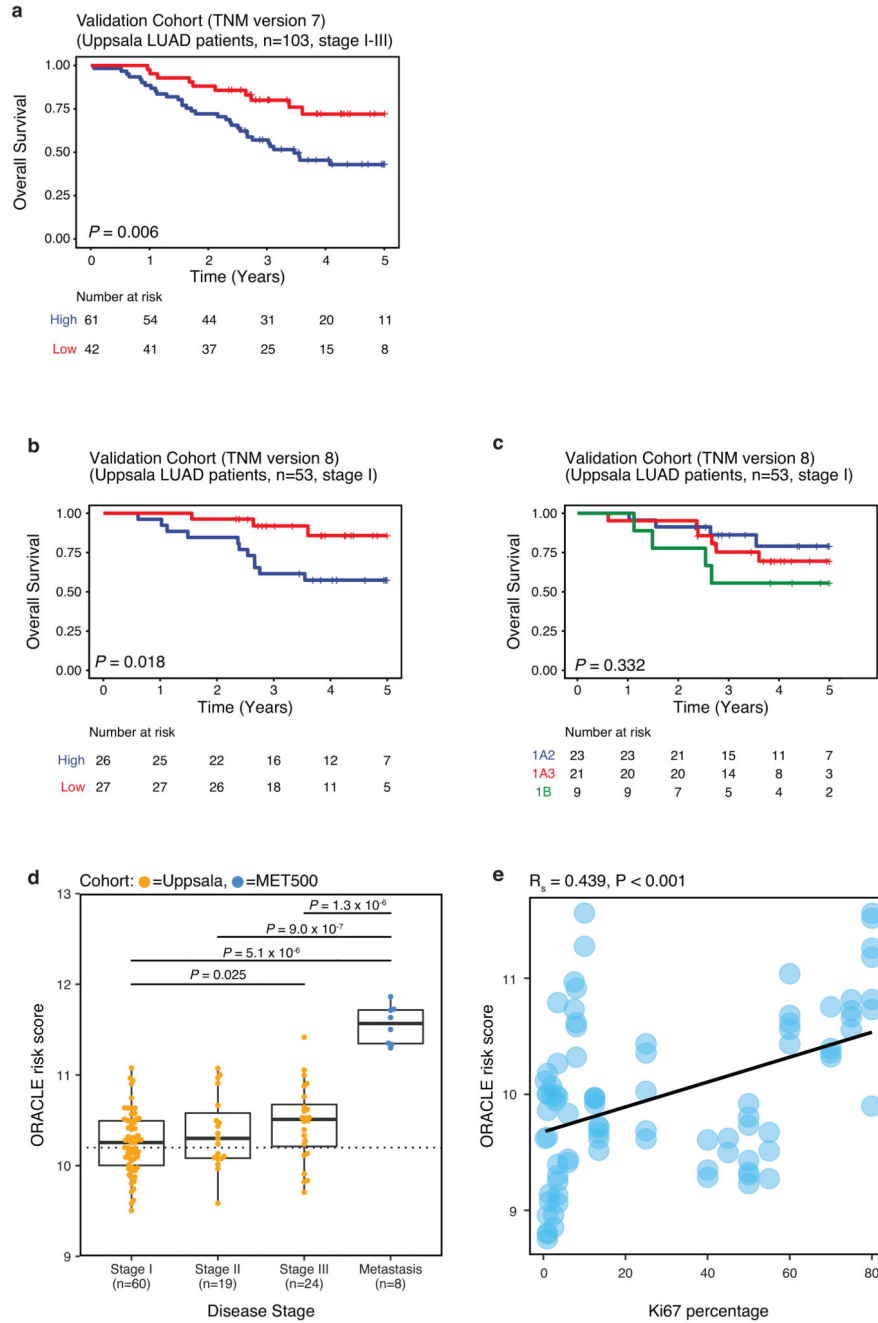 a
Validation Cohort (TNM version 7)
(Uppsala LUAD patients, n=103, stage I-III)
Overall Survival
1.00
0.75
0.50
0.25
0.00
P = 0.006
0 1 2 3 4 5
Time (Years)
Number at risk
High 61 54 44 31 20 11
Low 42 41 37 25 15 8
b
Validation Cohort (TNM version 8)
(Uppsala LUAD patients, n=53, stage I)
Overall Survival
1.00
0.75
0.50
0.25
0.00
P = 0.018
0 1 2 3 4 5
Time (Years)
Number at risk
High 26 25 22 16 12 7
Low 27 27 26 18 11 5
c
Validation Cohort (TNM version 8)
(Uppsala LUAD patients, n=53, stage I)
Overall Survival
1.00
0.75
0.50
0.25
0.00
P = 0.332
0 1 2 3 4 5
Time (Years)
Number at risk
1A2 23 23 21 15 11 7
1A3 21 20 20 14 8 3
1B 9 9 7 5 4 2
d
Cohort: =Uppsala, =MET500
ORACLE risk score
13
12
11
10
9
P = 1.3 x 10-6
P = 9.0 x 10-7
P = 5.1 x 10-6
P = 0.025
Stage I Stage II Stage III Metastasis
(n=60) (n=19) (n=24) (n=8)
Disease Stage
e
Rs = 0.439, P < 0.001
ORACLE risk score
11
10
9
0 20 40 60 80
Ki67 percentage